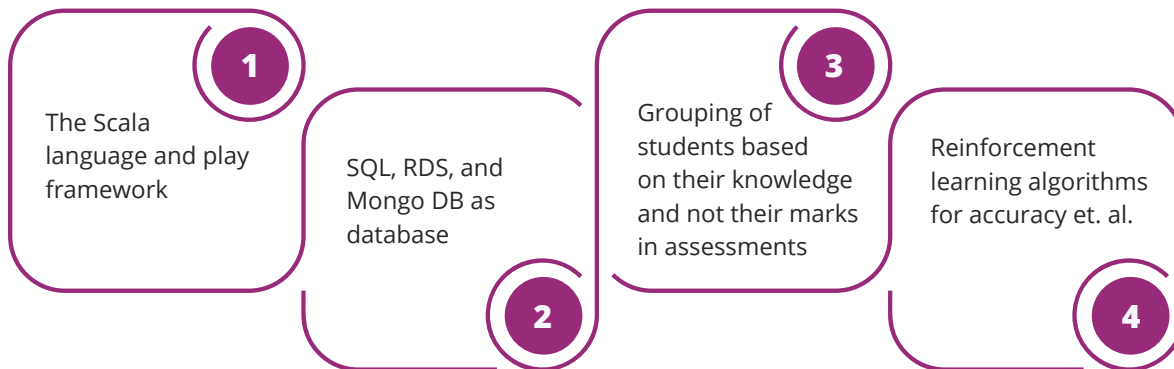 1
The Scala
language and play
framework
SQL, RDS, and
Mongo DB as
database
2
3
Grouping of
students based
on their knowledge
and not their marks
in assessments
Reinforcement
learning algorithms
for accuracy et. al.
4